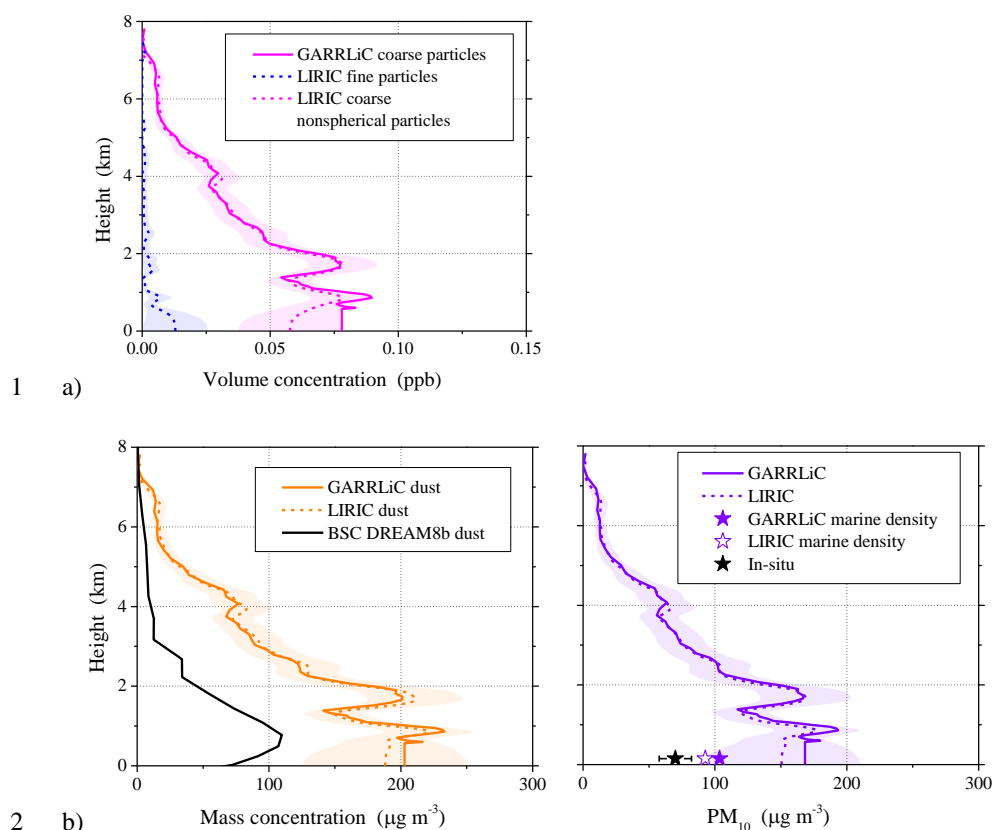 8
GARRLiC coarse particles
LIRIC fine particles
LIRIC coarse
nonspherical particles
6
Height (km)
4
2
0
0.00 0.05 0.10 0.15
Volume concentration (ppb)
1 a)
8
GARRLiC dust
LIRIC dust
BSC DREAM8b dust
6
Height (km)
4
2
0
0 100 200 300
Mass concentration (μg m-3)
GARRLiC
LIRIC
GARRLiC marine density
LIRIC marine density
In-situ
0 100 200 300
PM10 (μg m-3)
2 b)